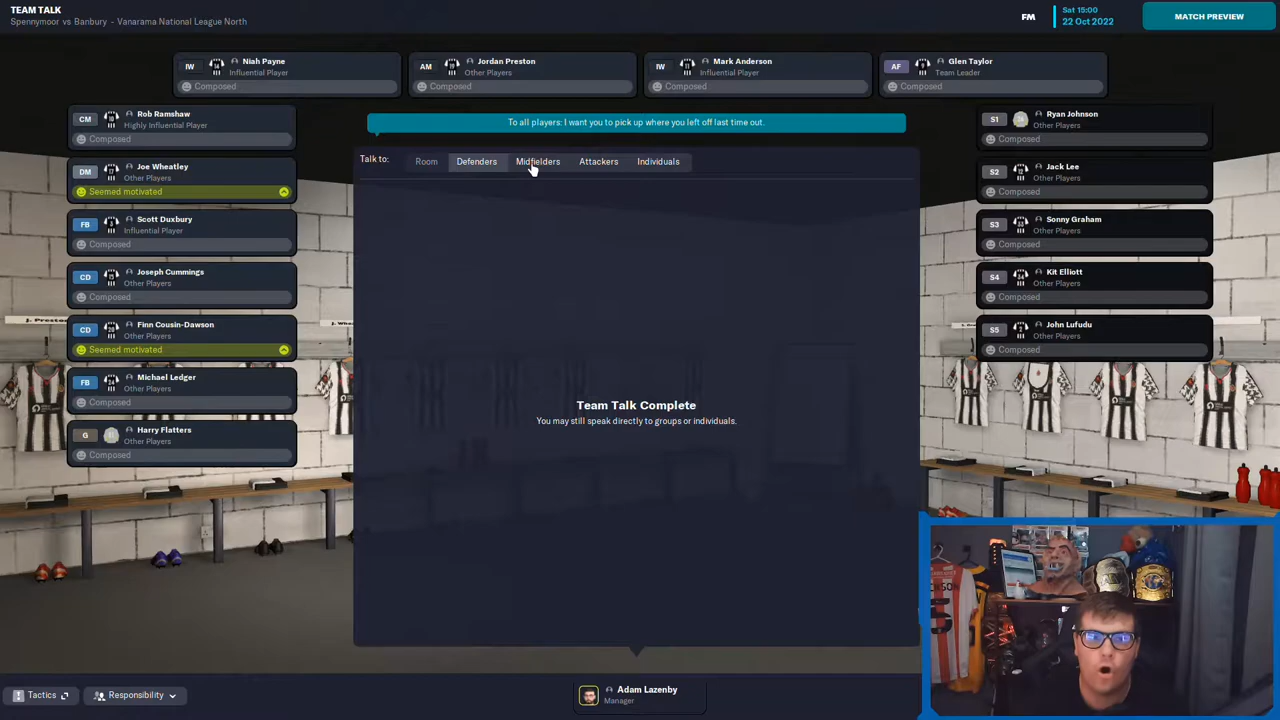 TEAM TALK
Spennymoor vs Banbury - Vanarama National League North
FM
Sat 15:00
22 Oct 2022
MATCH PREVIEW
IW
Niah Payne
Influential Player
Composed
AM
Jordan Preston
Other Players
Composed
IW
Mark Anderson
Influential Player
Composed
AF
Glen Taylor
Team Leader
Composed
CM
Rob Ramshaw
Highly Influential Player
Composed
DM
Joe Wheatley
Other Players
Seemed motivated
FB
Scott Duxbury
Influential Player
Composed
CD
Joseph Cummings
Other Players
Composed
CD
Finn Cousin-Dawson
Other Players
Seemed motivated
FB
Michael Ledger
Other Players
Composed
G
Harry Flatters
Other Players
Composed
To all players: I want you to pick up where you left off last time out.
Talk to:
Room
Defenders
Midfielders
Attackers
Individuals
Team Talk Complete
You may still speak directly to groups or individuals.
S1
Ryan Johnson
Other Players
Composed
S2
Jack Lee
Other Players
Composed
S3
Sonny Graham
Other Players
Composed
S4
Kit Elliott
Other Players
Composed
S5
John Lufudu
Other Players
Composed
J. Preston
Tactics
Responsibility
Adam Lazenby
Manager